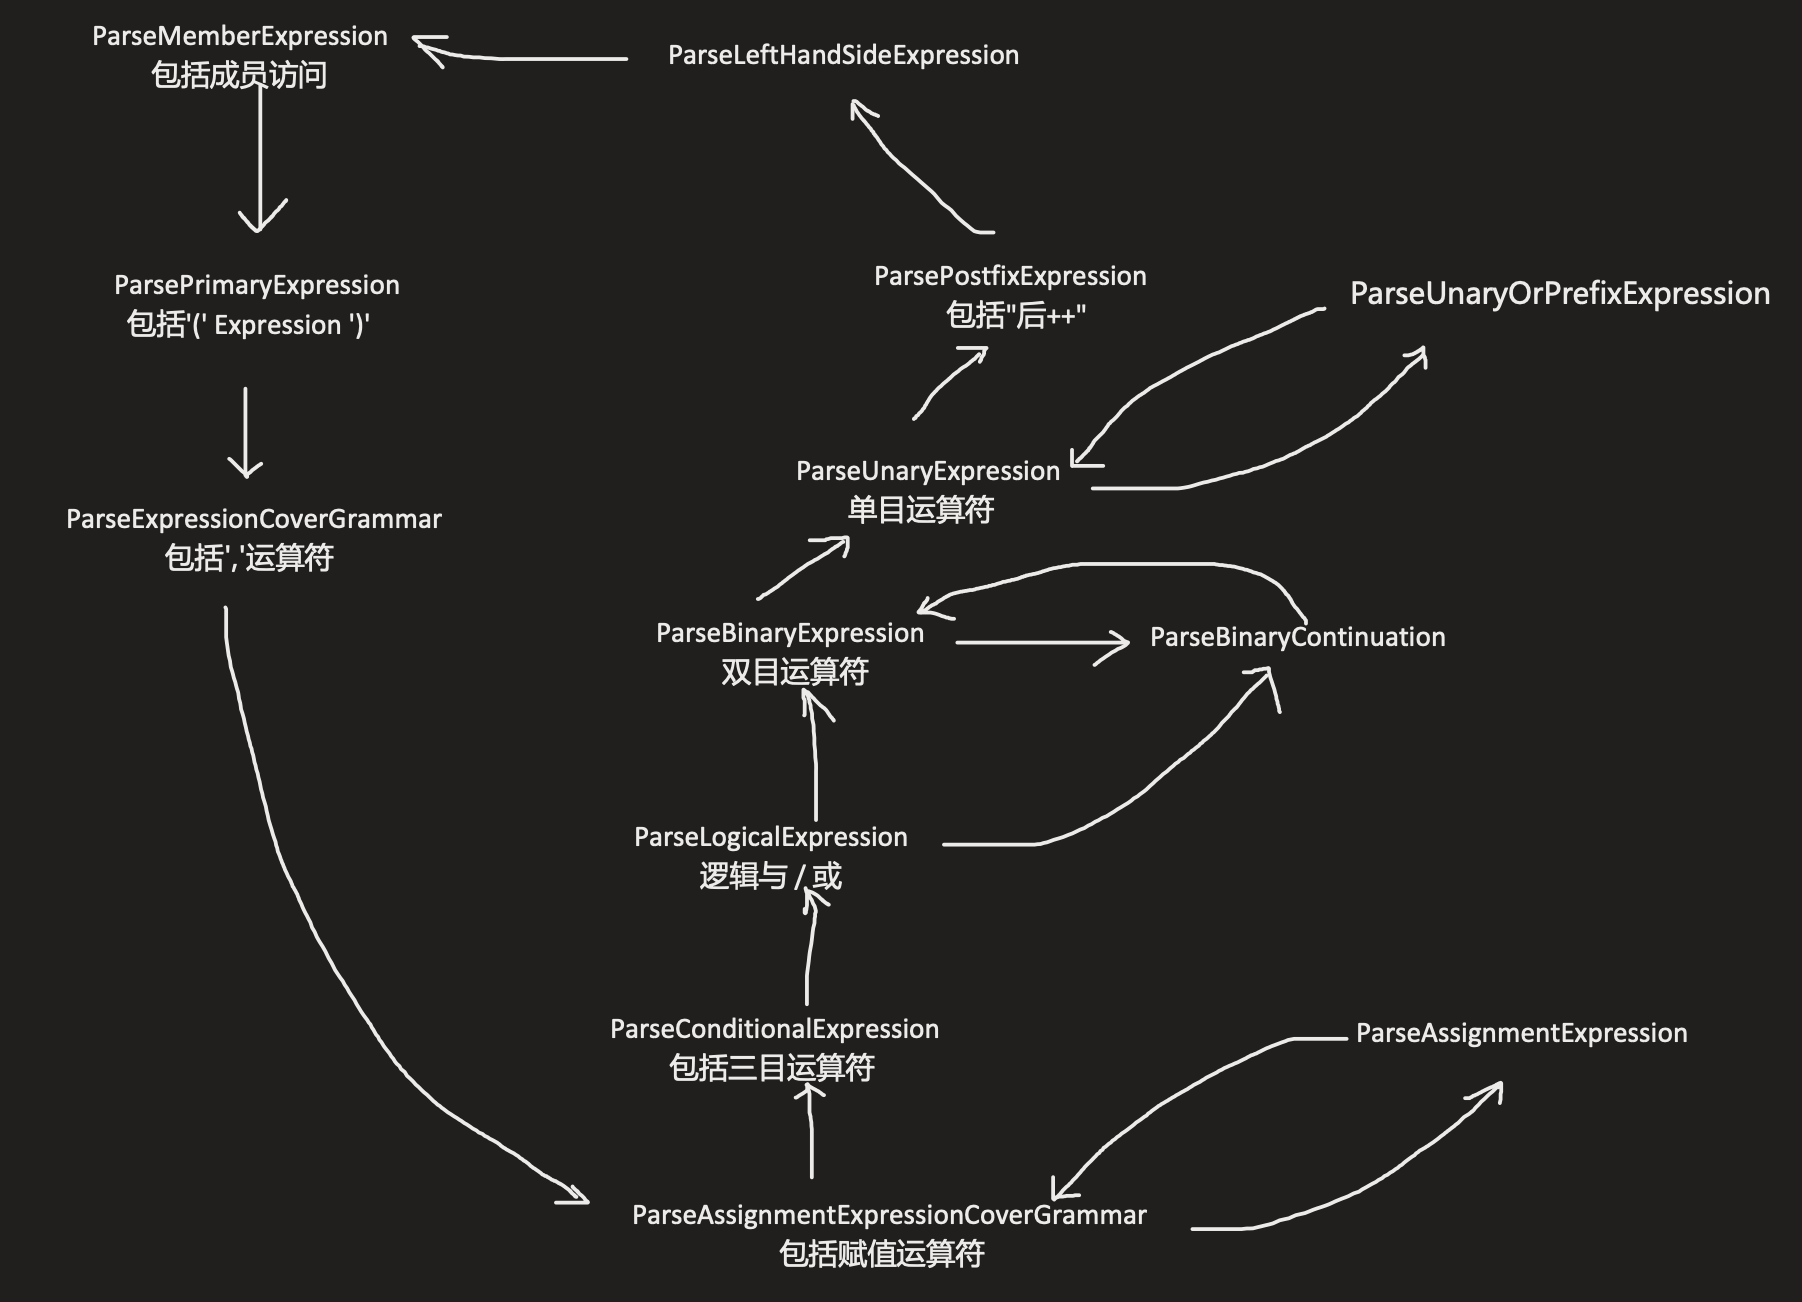 ParseMemberExpression
包括成员访问
ParseLeftHandSideExpression
ParsePrimaryExpression
包括'(' Expression ')'
ParsePostfixExpression
包括"后++"
ParseUnaryOrPrefixExpression
ParseExpressionCoverGrammar
包括','运算符
ParseUnaryExpression
单目运算符
ParseBinaryExpression
双目运算符
ParseBinaryContinuation
ParseLogicalExpression
逻辑与 / 或
ParseConditionalExpression
包括三目运算符
ParseAssignmentExpression
ParseAssignmentExpressionCoverGrammar
包括赋值运算符